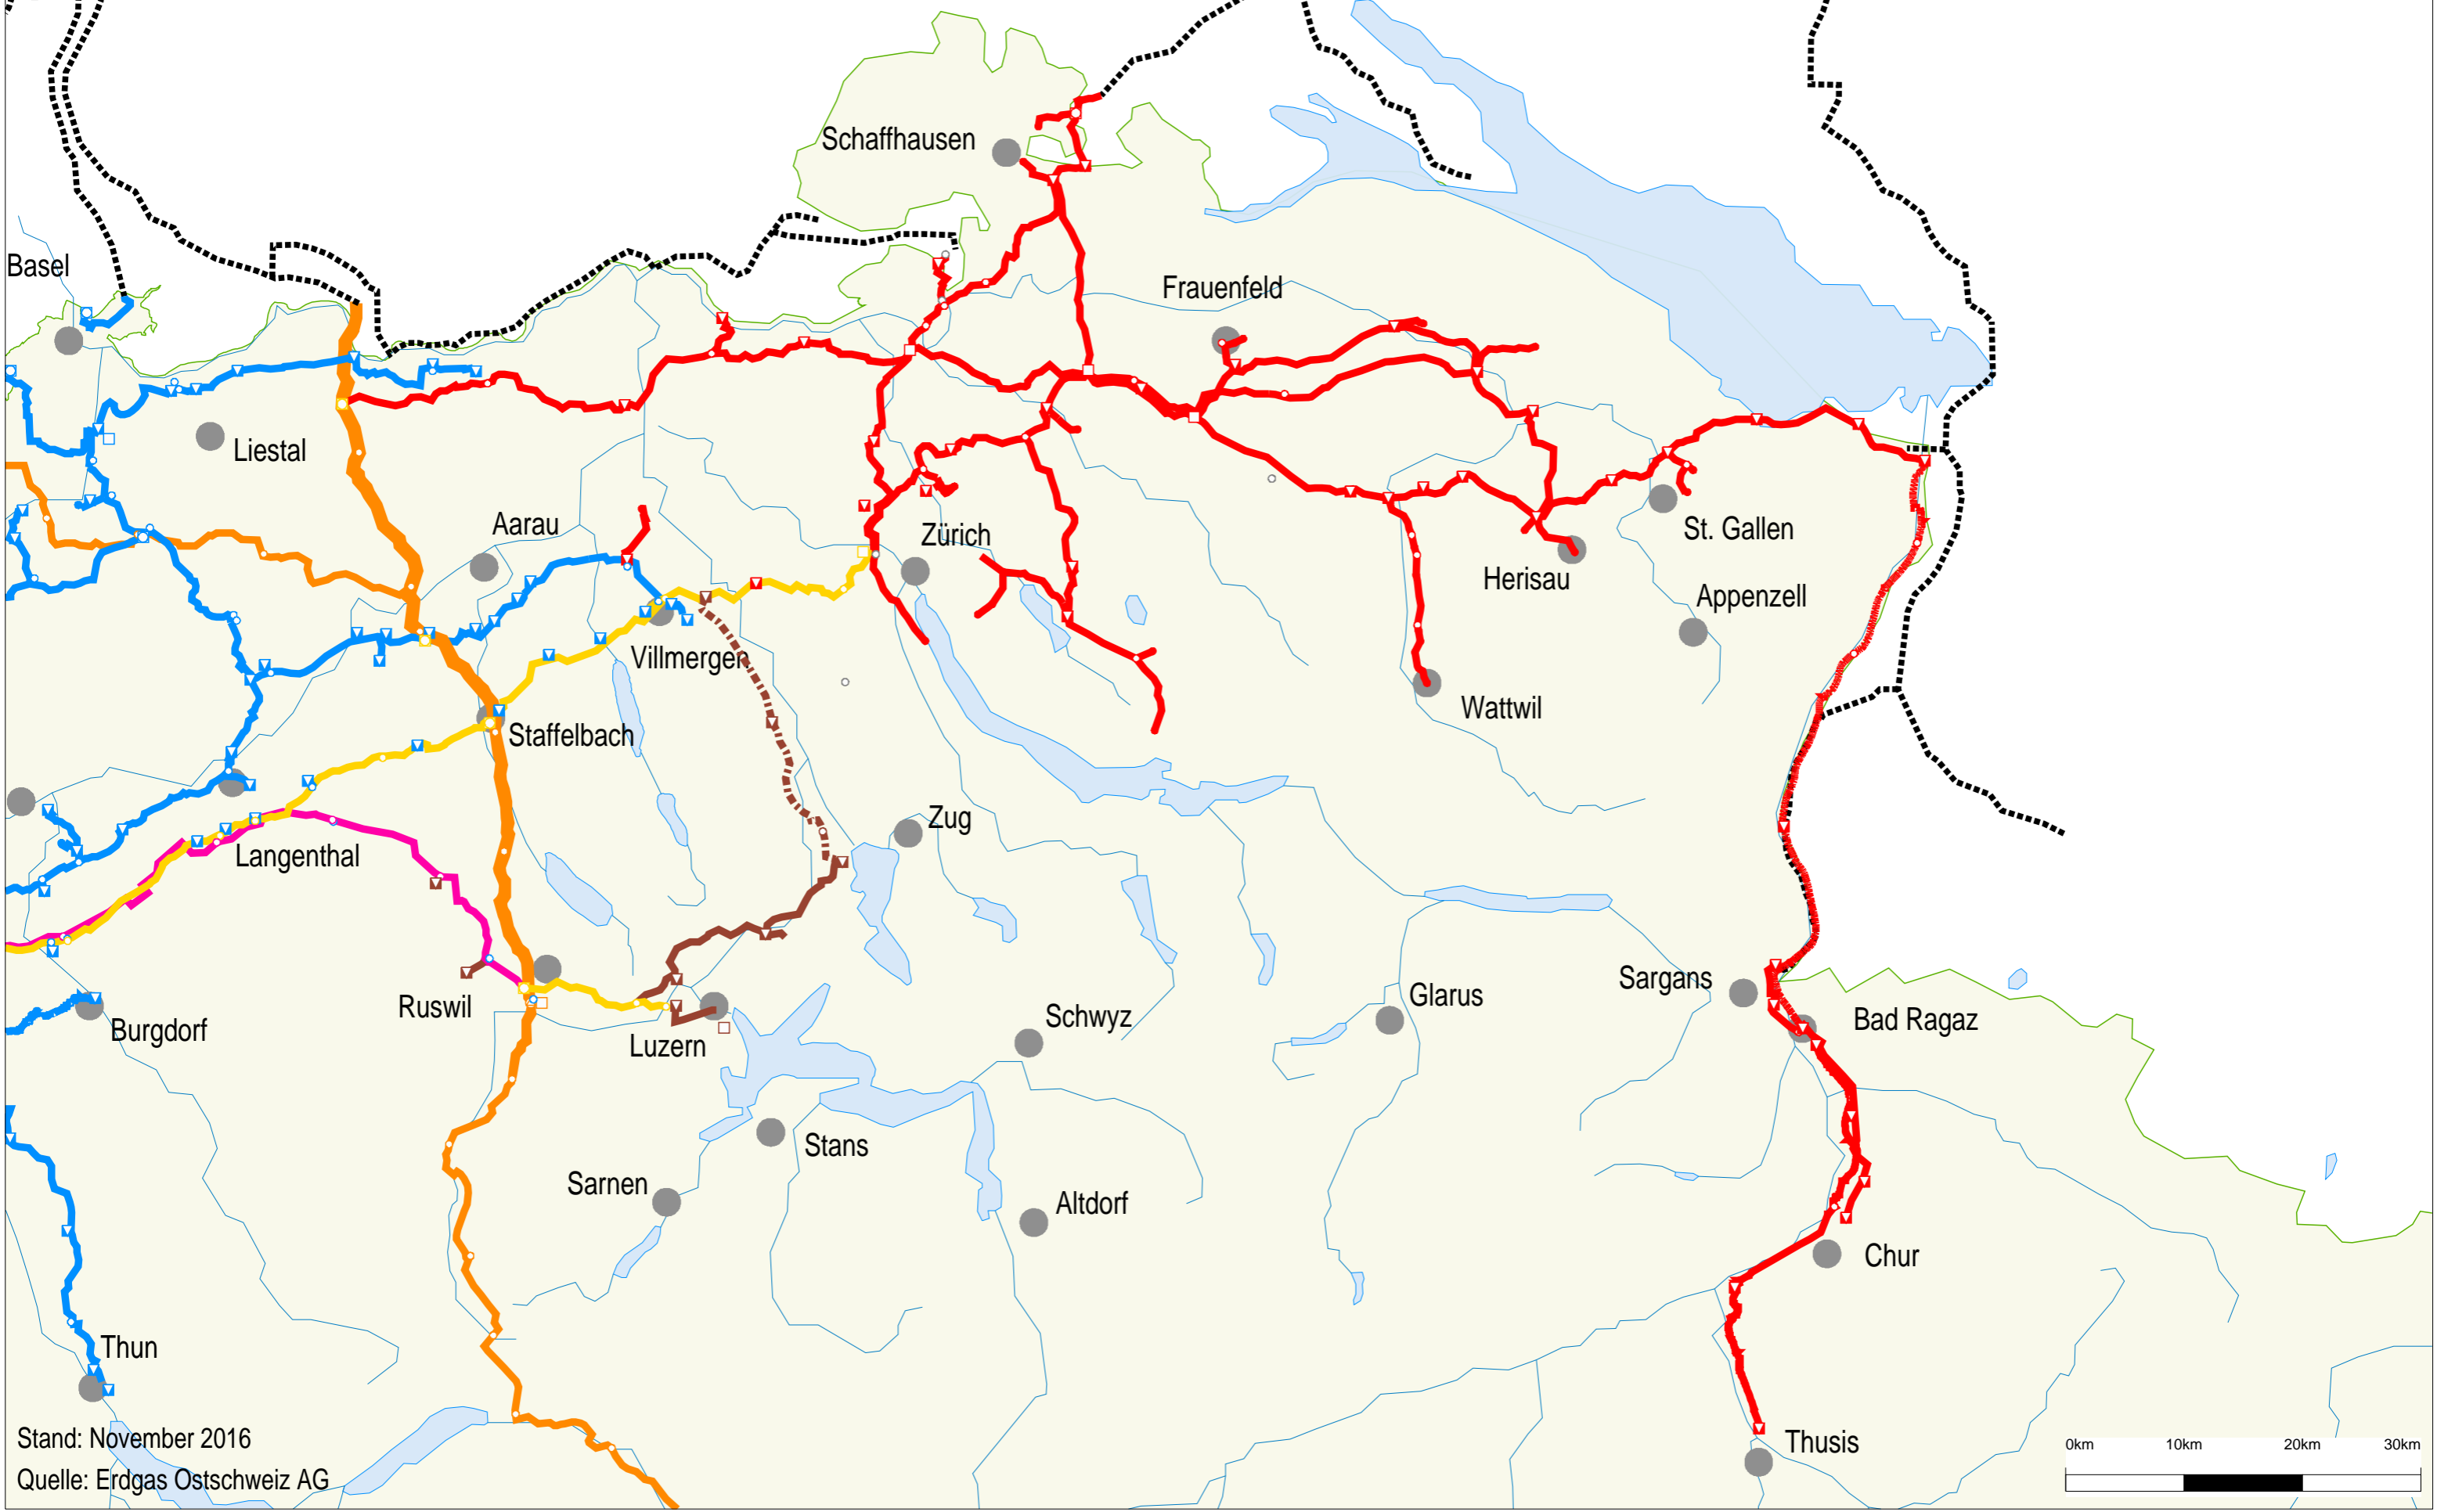 Schaffhausen
Basel
Frauenfeld
Liestal
Aarau
Zürich
St. Gallen
Herisau
Appenzell
Villmergen
Wattwil
Staffelbach
Zug
Langenthal
Sargans
Glarus
Ruswil
Schwyz
Bad Ragaz
Burgdorf
Luzern
Stans
Sarnen
Altdorf
Chur
Thun
Stand: November 2016
Thusis
0km 10km 20km 30km
Quelle: Erdgas Ostschweiz AG